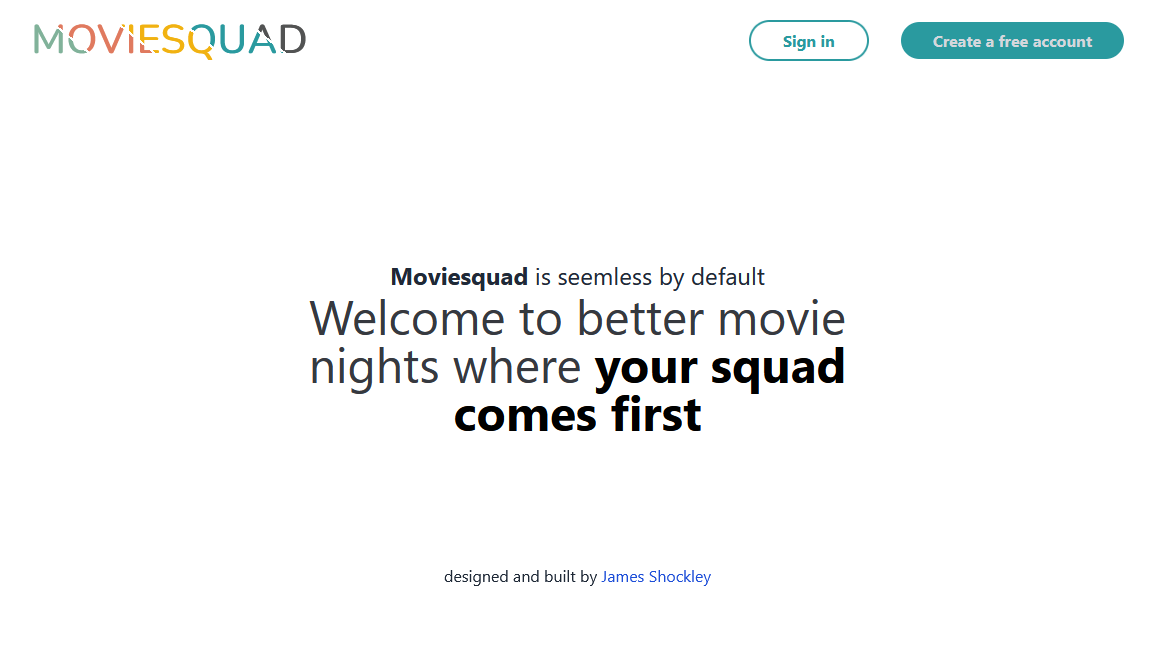 MOVIESQUAD
Sign in
Create a free account
Moviesquad is seemless by default
Welcome to better movie
nights where your squad
comes first
designed and built by James Shockley